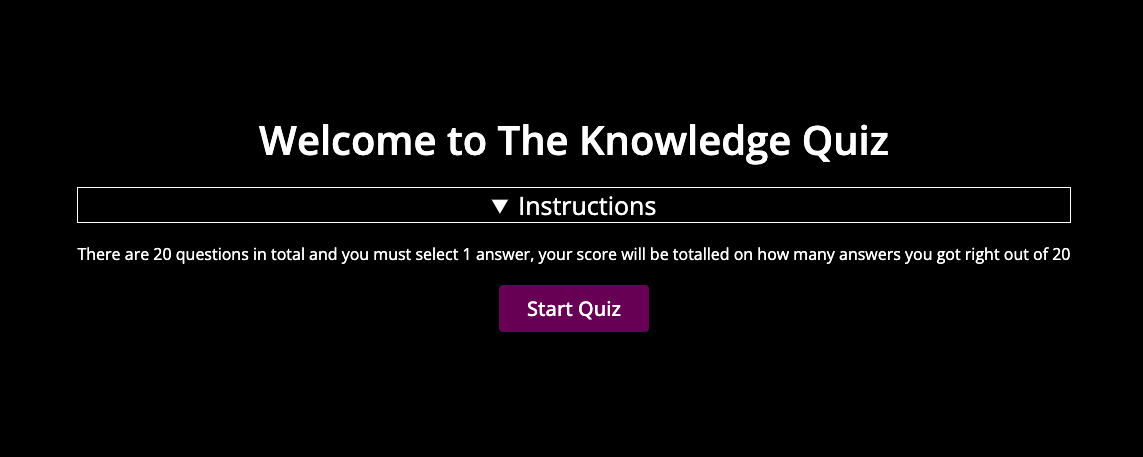 Welcome to The Knowledge Quiz
▼ Instructions
There are 20 questions in total and you must select 1 answer, your score will be totalled on how many answers you got right out of 20
Start Quiz